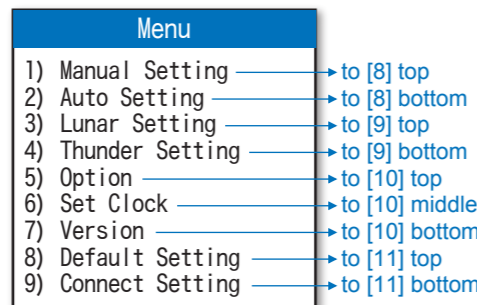 Menu
1) Manual Setting to [8] top
2) Auto Setting to [8] bottom
3) Lunar Setting to [9] top
4) Thunder Setting to [9] bottom
5) Option to [10] top
6) Set Clock to [10] middle
7) Version to [10] bottom
8) Default Setting to [11] top
9) Connect Setting to [11] bottom